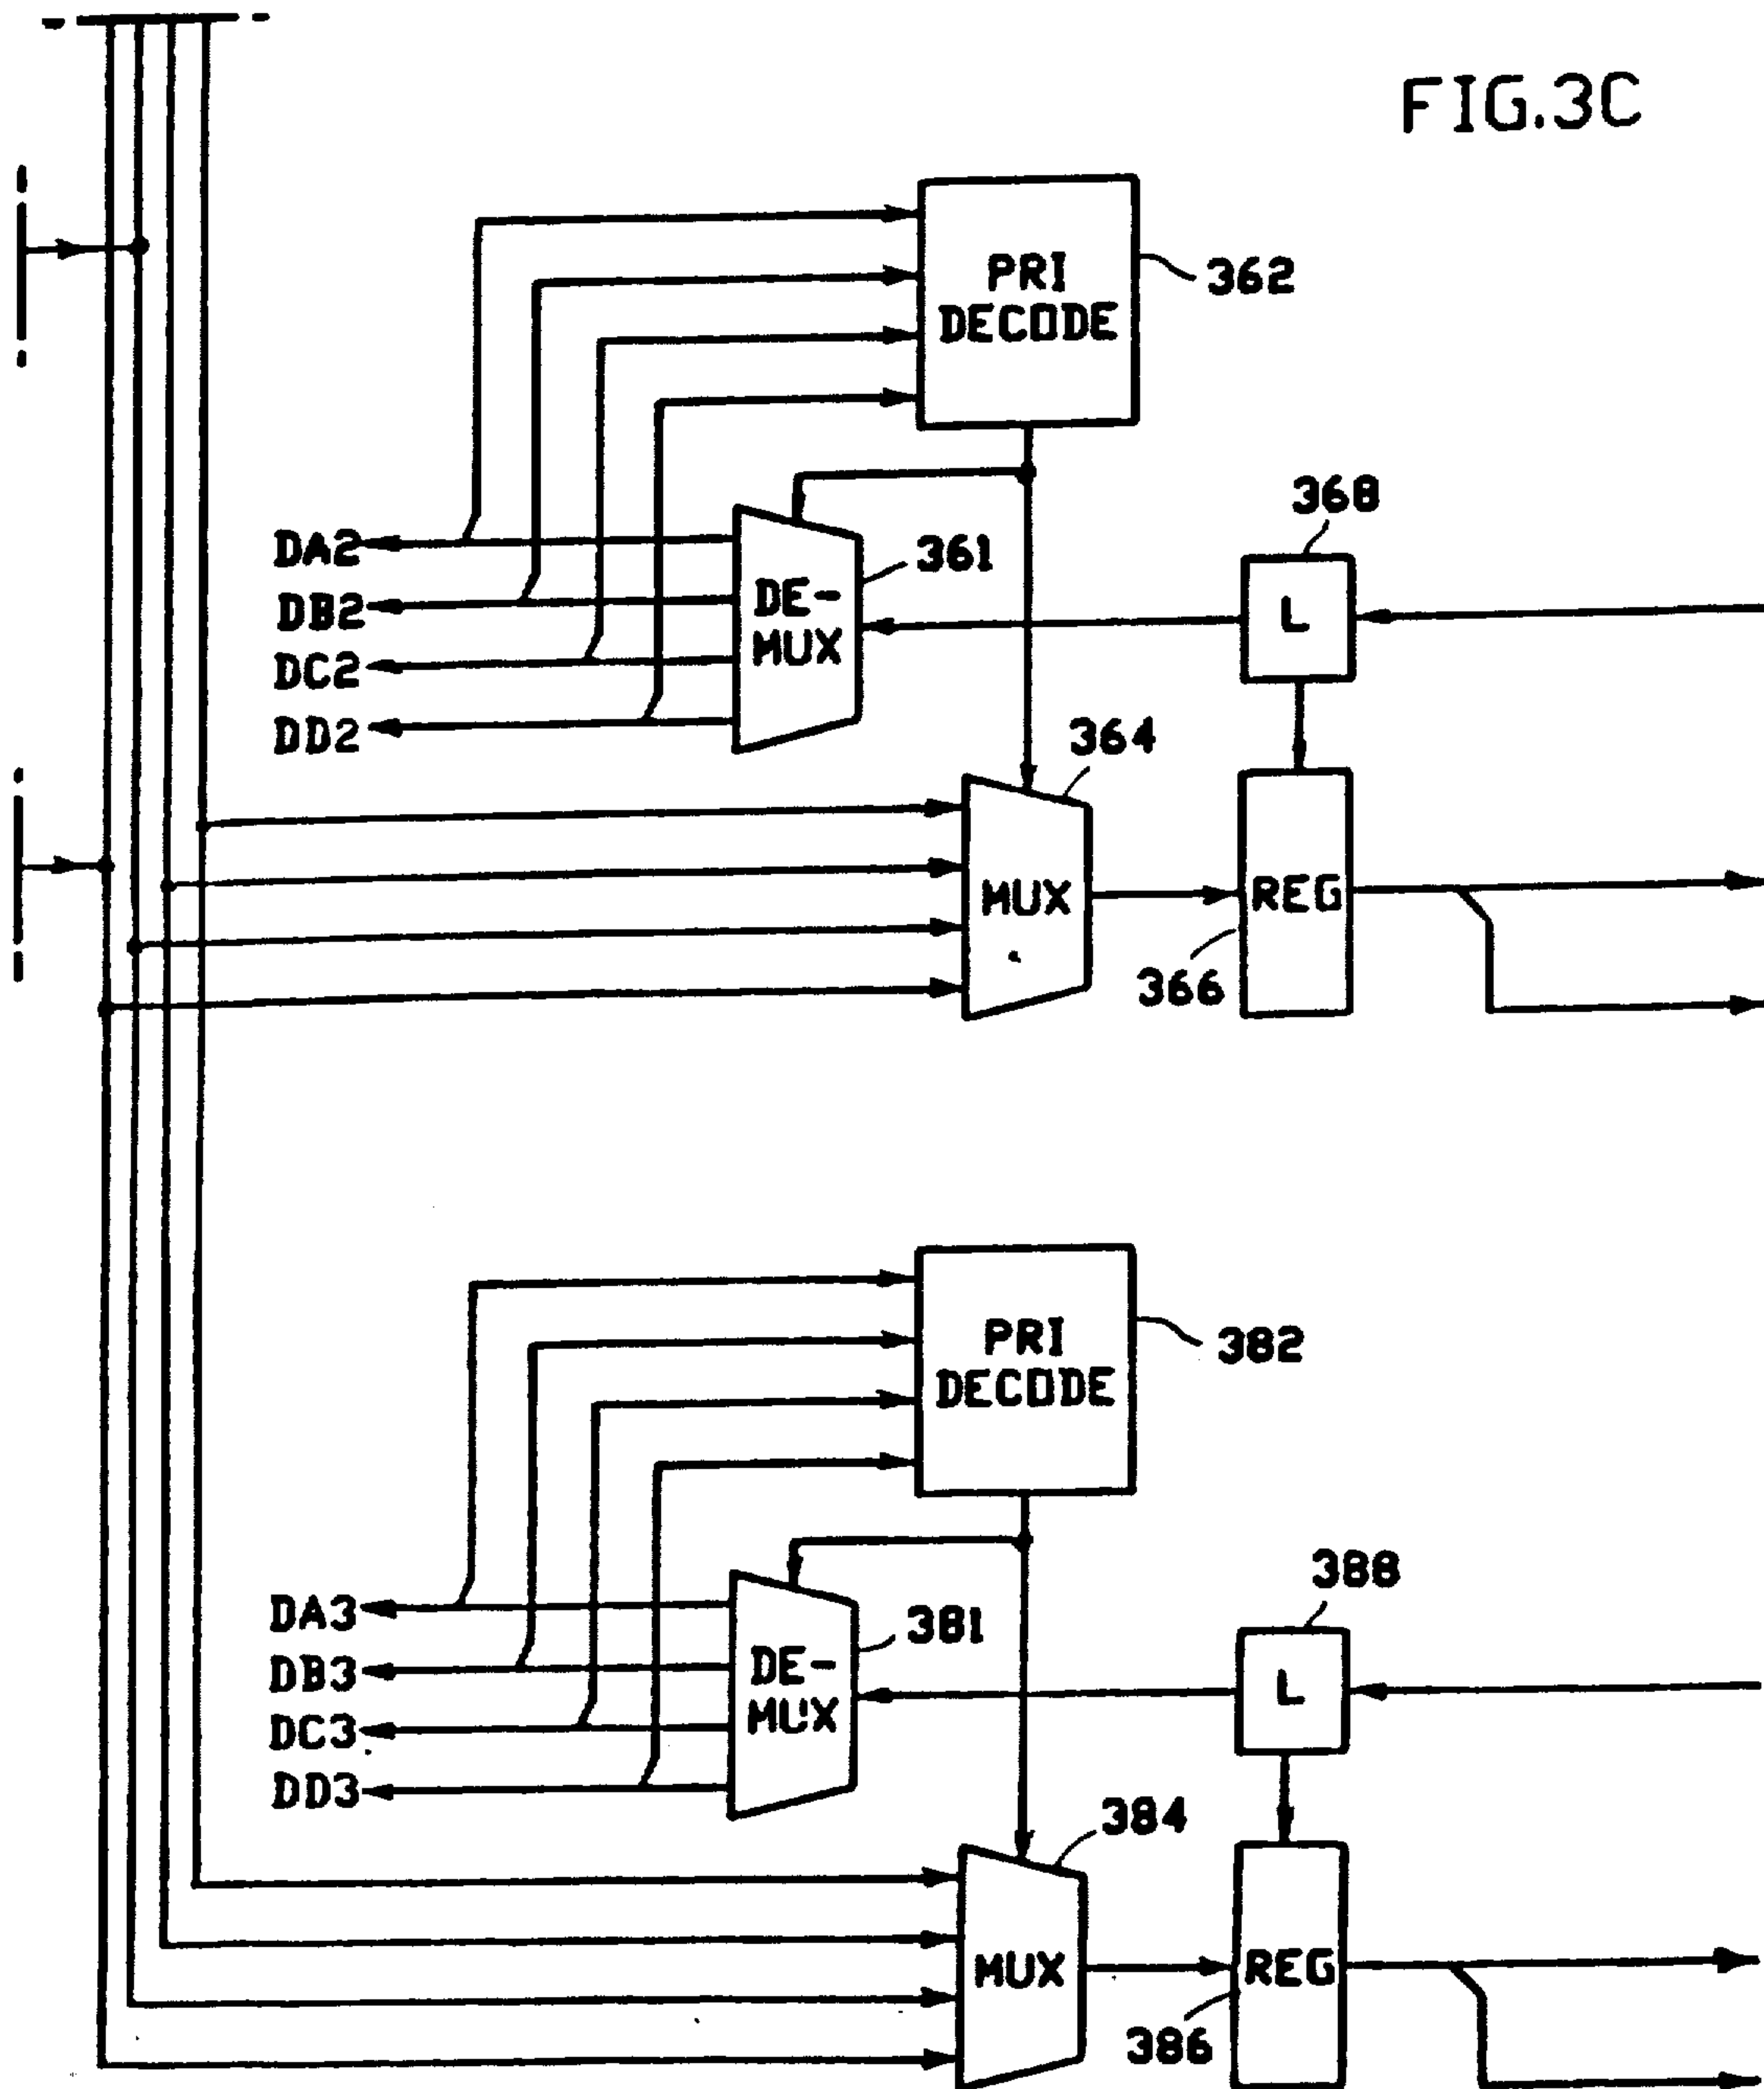 FIG.3C
PRI
DECODE
362
368
DA2
361
DB2
DE-
MUX
L
DC2
DD2
364
MUX
REG
366
PRI
DECODE
382
388
DA3
381
DB3
DE-
MUX
L
DC3
DD3
384
MUX
REG
386